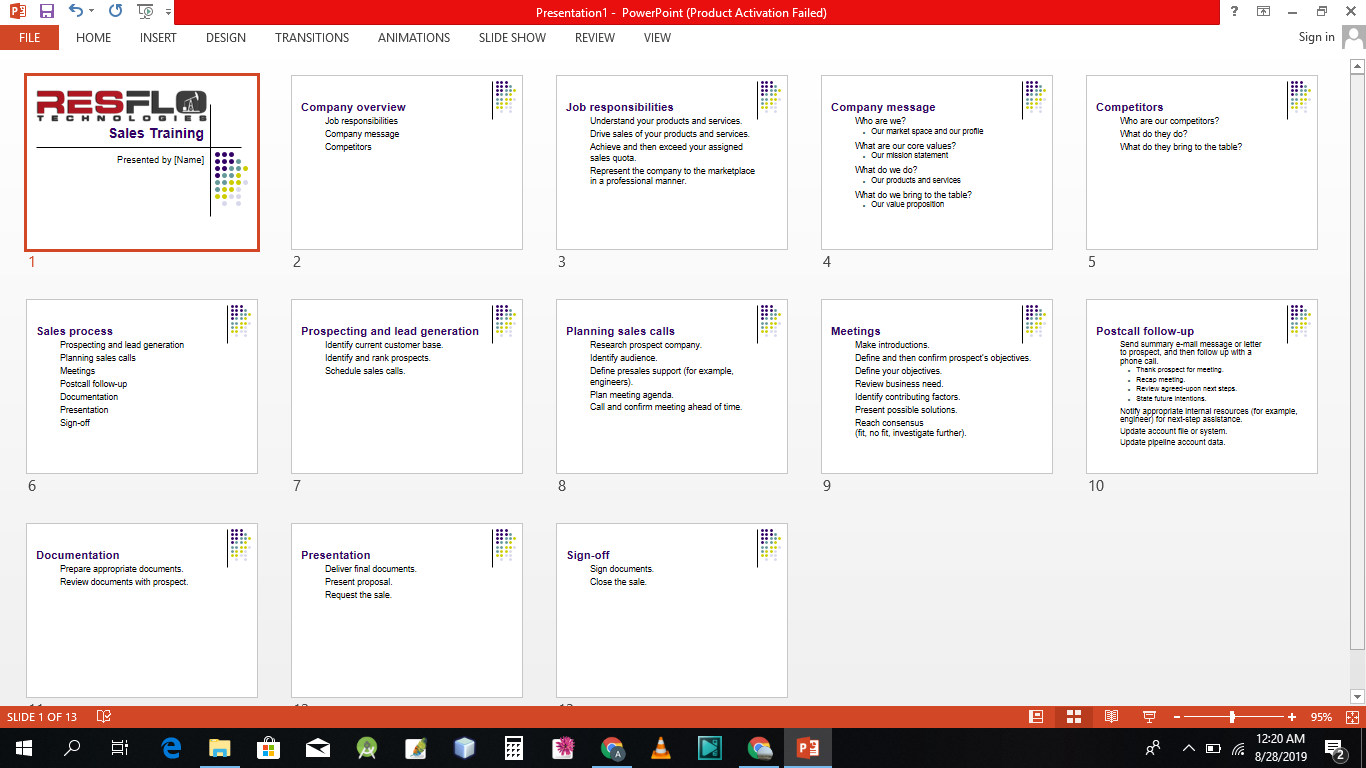 Presentation1 - PowerPoint (Product Activation Failed)
?
FILE HOME INSERT DESIGN TRANSITIONS ANIMATIONS SLIDE SHOW REVIEW VIEW Sign in
RESFLO
TECHNOLOGIES
Sales Training
Presented by [Name]
1
Company overview
Job responsibilities
Company message
Competitors
2
Job responsibilities
Understand your products and services.
Drive sales of your products and services.
Achieve and then exceed your assigned
sales quota.
Represent the company to the marketplace
in a professional manner.
3
Company message
Who are we?
• Our market space and our profile
What are our core values?
• Our mission statement
What do we do?
• Our products and services
What do we bring to the table?
• Our value proposition
4
Competitors
Who are our competitors?
What do they do?
What do they bring to the table?
5
Sales process
Prospecting and lead generation
Planning sales calls
Meetings
Postcall follow-up
Documentation
Presentation
Sign-off
6
Prospecting and lead generation
Identify current customer base.
Identify and rank prospects.
Schedule sales calls.
7
Planning sales calls
Research prospect company.
Identify audience.
Define presales support (for example,
engineers).
Plan meeting agenda.
Call and confirm meeting ahead of time.
8
Meetings
Make introductions.
Define and then confirm prospect's objectives.
Define your objectives.
Review business need.
Identify contributing factors.
Present possible solutions.
Reach consensus
(fit, no fit, investigate further).
9
Postcall follow-up
Send summary e-mail message or letter
to prospect, and then follow up with a
phone call.
• Thank prospect for meeting.
• Recap meeting.
• Review agreed-upon next steps.
• State future intentions.
Notify appropriate internal resources (for example,
engineer) for next-step assistance.
Update account file or system.
Update pipeline account data.
10
Documentation
Prepare appropriate documents.
Review documents with prospect.
Presentation
Deliver final documents.
Present proposal.
Request the sale.
Sign-off
Sign documents.
Close the sale.
SLIDE 1 OF 13
95%
12:20 AM
8/28/2019
2